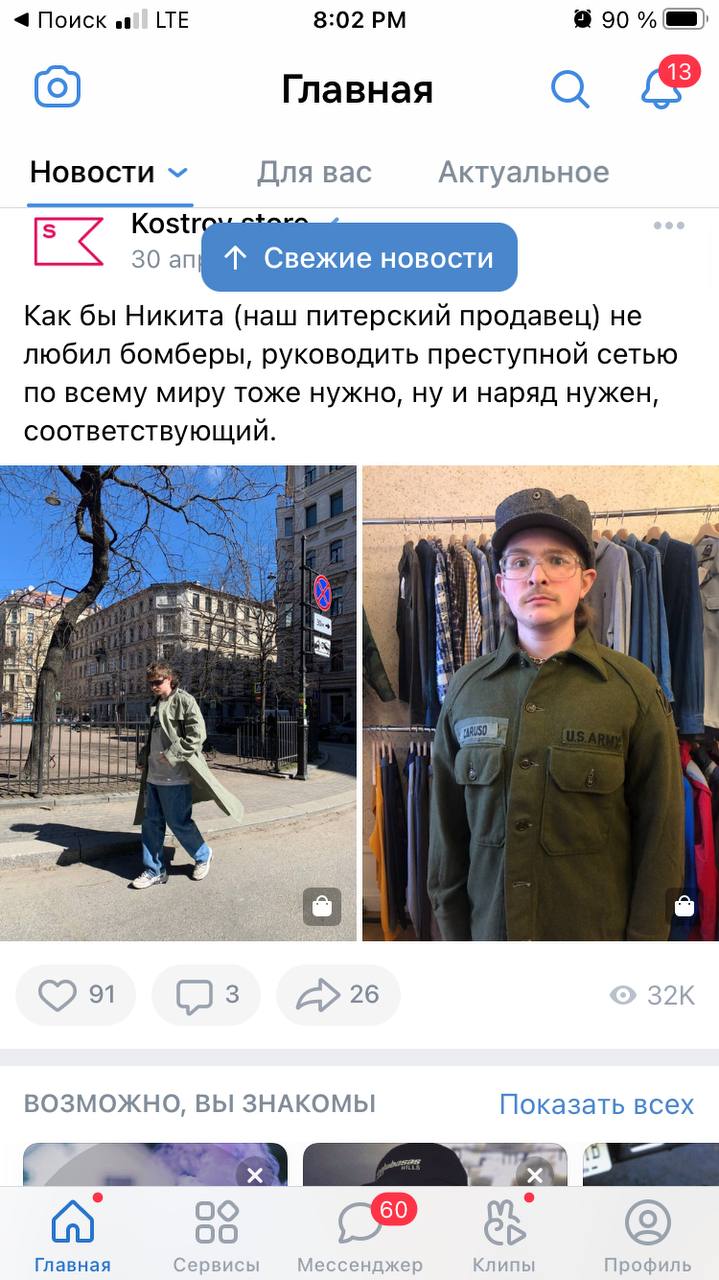 Поиск LTE 8:02 PM 90 %
Главная 13
Новости Для вас Актуальное
S
Kostrov store
30 апр
Свежие новости
Как бы Никита (наш питерский продавец) не
любил бомберы, руководить преступной сетью
по всему миру тоже нужно, ну и наряд нужен,
соответствующий.
CARUSO U.S.ARMY
91 3 26 32K
ВОЗМОЖНО, ВЫ ЗНАКОМЫ Показать всех
HILLS
60
Главная Сервисы Мессенджер Клипы Профиль